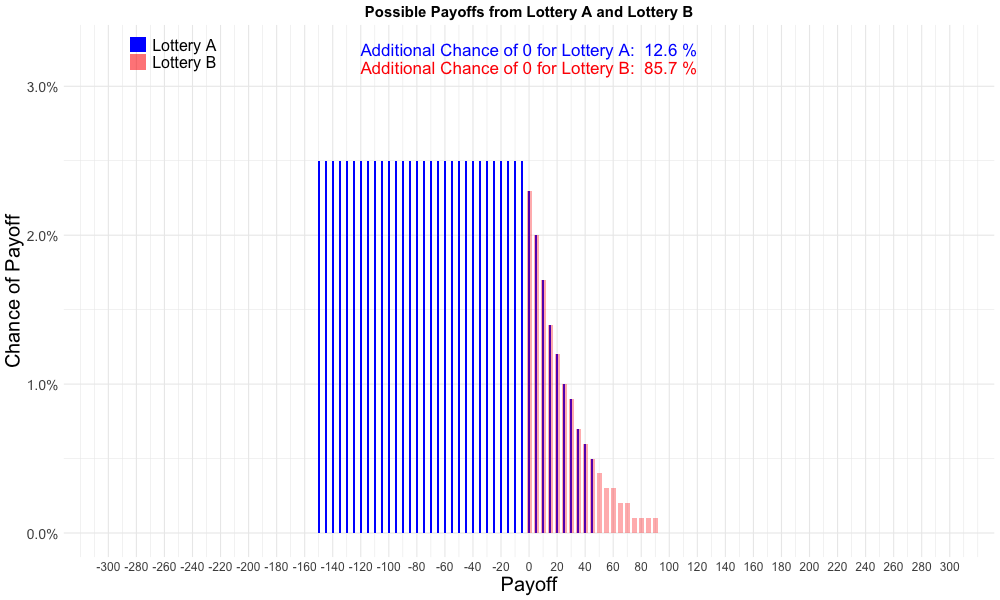 Possible Payoffs from Lottery A and Lottery B
Lottery A
Lottery B
Additional Chance of 0 for Lottery A: 12.6 %
Additional Chance of 0 for Lottery B: 85.7 %
Chance of Payoff
3.0%
2.0%
1.0%
0.0%
-300 -280 -260 -240 -220 -200 -180 -160 -140 -120 -100 -80 -60 -40 -20 0 20 40 60 80 100 120 140 160 180 200 220 240 260 280 300
Payoff